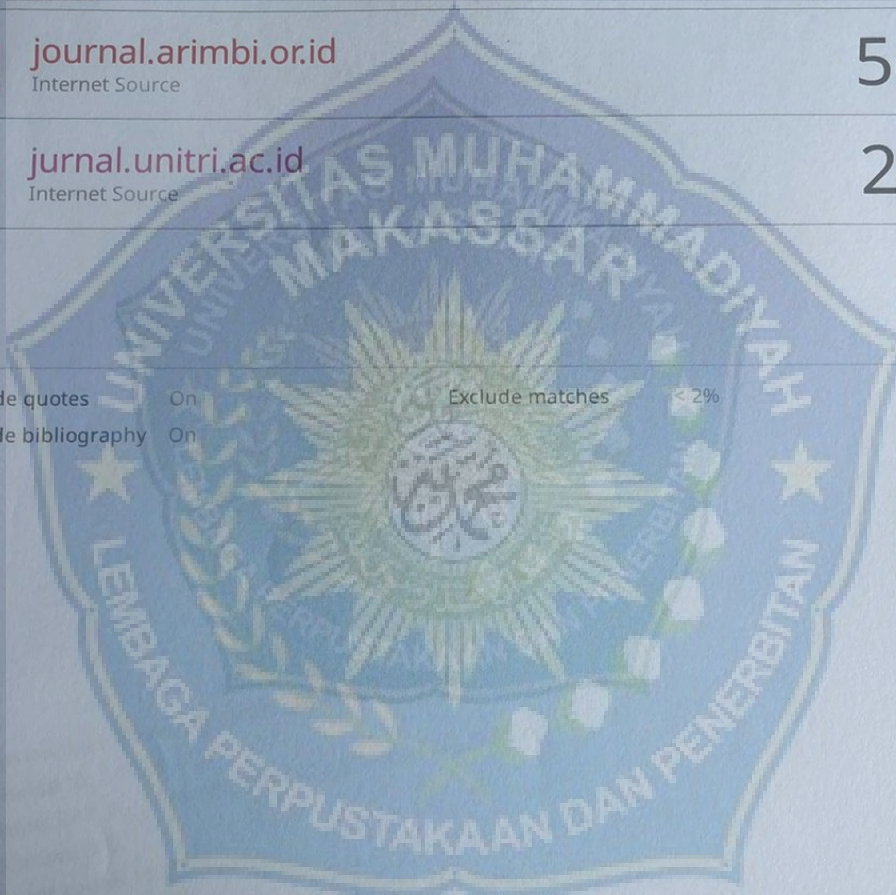 journal.arimbi.or.id
Internet Source
5
jurnal.unitri.ac.id
Internet Source
2
UNIVERSITAS MUHAMMADIYAH
MAKASSAR
de quotes On
Exclude matches < 2%
de bibliography On
LEMBAGA PERPUSTAKAAN DAN PENERBITAN